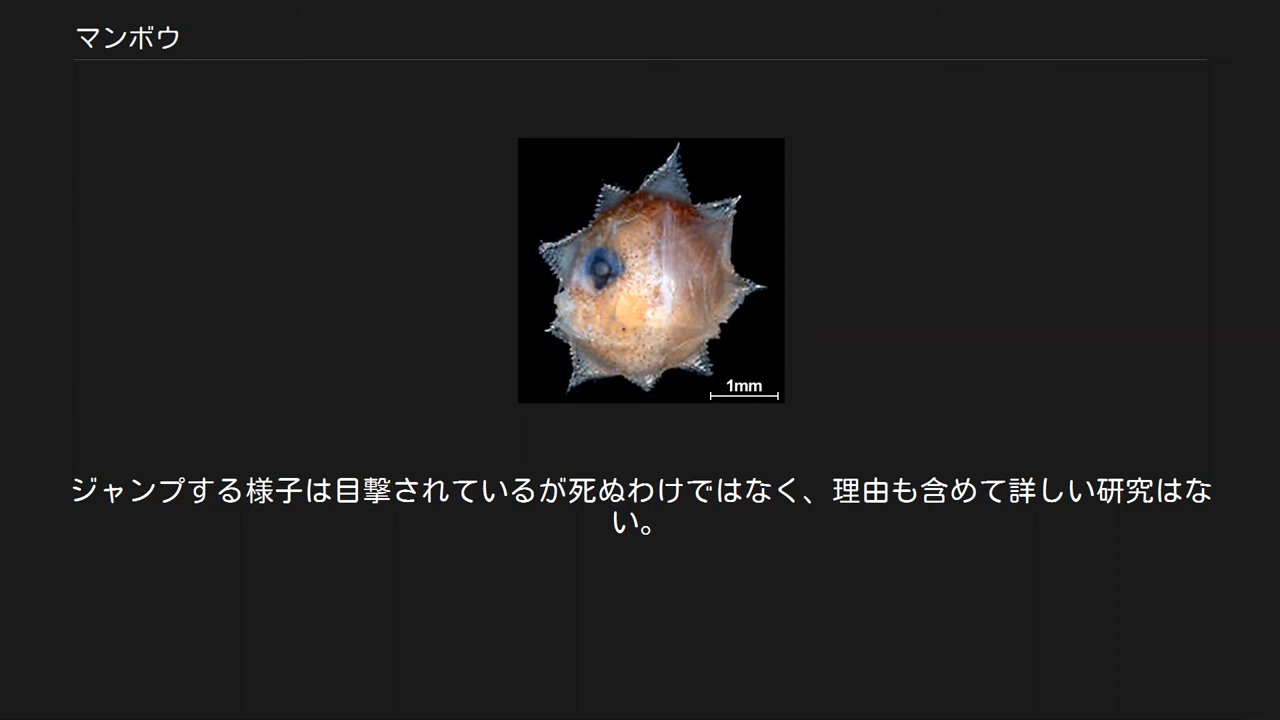 マンボウ
1mm
ジャンプする様子は目撃されているが死ぬわけではなく、理由も含めて詳しい研究はな
い。